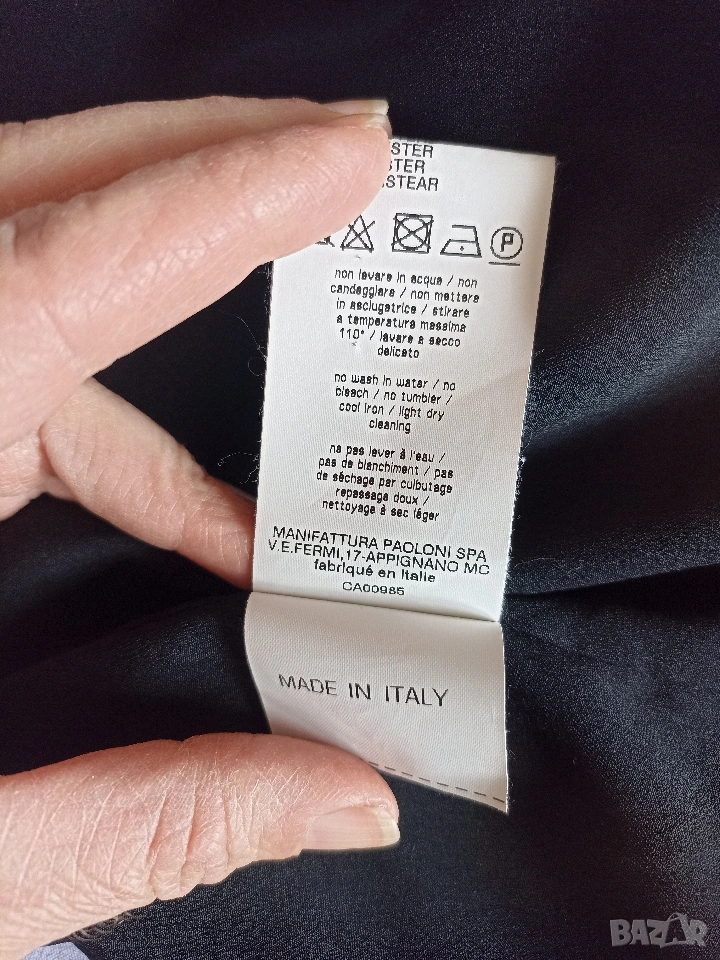 STER
STER
ISTEAR
P
non lavare in acqua / non
candeggiare / non mettere
in asciugatrice / stirare
a temperatura massima
110° / lavare a secco
delicato
no wash in water / no
bleach / no tumbler /
cool iron / light dry
cleaning
na pas lever à l'eau /
pas de blanchiment / pas
de séchage par culbutage
repassage doux /
nettoyage à sec léger
MANIFATTURA PAOLONI SPA
V.E.FERMI,17-APPIGNANO MC
fabriqué en Italie
CA00985
MADE IN ITALY
BAZAR